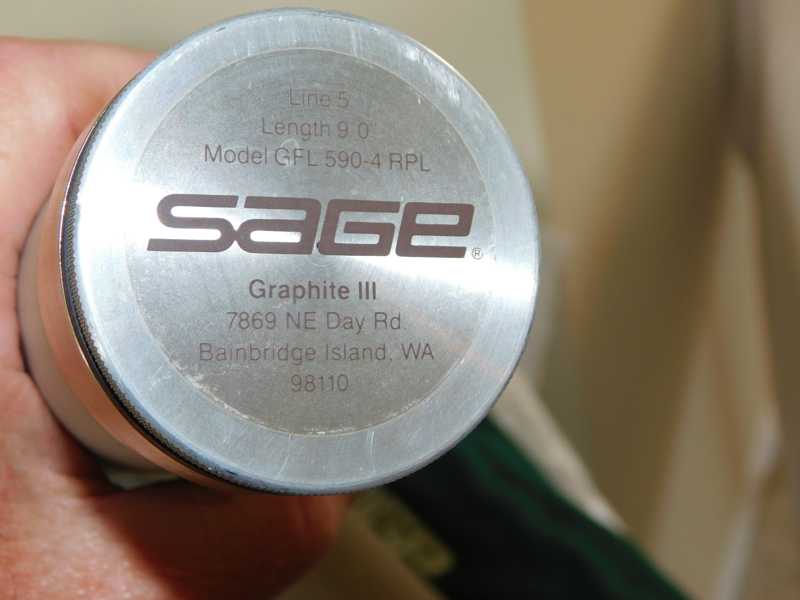 Line 5
Length 9' 0"
Model GFL 590-4 RPL
SAGE®
Graphite III
7869 NE Day Rd.
Bainbridge Island, WA
98110